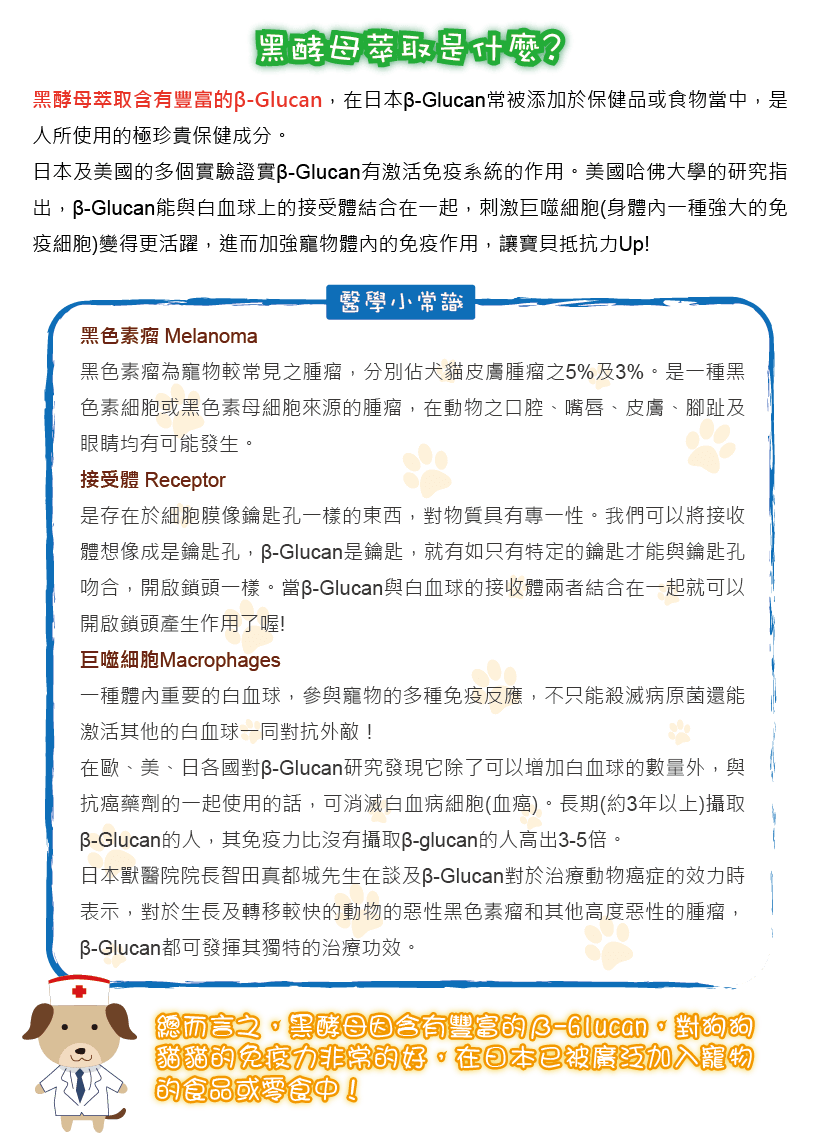 黑酵母萃取是什麼?
黑酵母萃取含有豐富的β-Glucan，在日本β-Glucan常被添加於保健品或食物當中，是
人所使用的極珍貴保健成分。
日本及美國的多個實驗證實β-Glucan有激活免疫系統的作用。美國哈佛大學的研究指
出，β-Glucan能與白血球上的接受體結合在一起，刺激巨噬細胞(身體內一種強大的免
疫細胞)變得更活躍，進而加強寵物體內的免疫作用，讓寶貝抵抗力Up!
醫學小常識
黑色素瘤 Melanoma
黑色素瘤為寵物較常見之腫瘤，分別佔犬貓皮膚腫瘤之5%及3%。是一種黑
色素細胞或黑色素母細胞來源的腫瘤，在動物之口腔、嘴唇、皮膚、腳趾及
眼睛均有可能發生。
接受體 Receptor
是存在於細胞膜像鑰匙孔一樣的東西，對物質具有專一性。我們可以將接收
體想像成是鑰匙孔，β-Glucan是鑰匙，就有如只有特定的鑰匙才能與鑰匙孔
吻合，開啟鎖頭一樣。當β-Glucan與白血球的接收體兩者結合在一起就可以
開啟鎖頭產生作用了喔!
巨噬細胞Macrophages
一種體內重要的白血球，參與寵物的多種免疫反應，不只能殺滅病原菌還能
激活其他的白血球一同對抗外敵！
在歐、美、日各國對β-Glucan研究發現它除了可以增加白血球的數量外，與
抗癌藥劑的一起使用的話，可消滅白血病細胞(血癌)。長期(約3年以上)攝取
β-Glucan的人，其免疫力比沒有攝取β-glucan的人高出3-5倍。
日本獸醫院院長智田真都城先生在談及β-Glucan對於治療動物癌症的效力時
表示，對於生長及轉移較快的動物的惡性黑色素瘤和其他高度惡性的腫瘤，
β-Glucan都可發揮其獨特的治療功效。
總而言之，黑酵母因含有豐富的β-Glucan，對狗狗
貓貓的免疫力非常的好，在日本已被廣泛加入寵物
的食品或零食中！